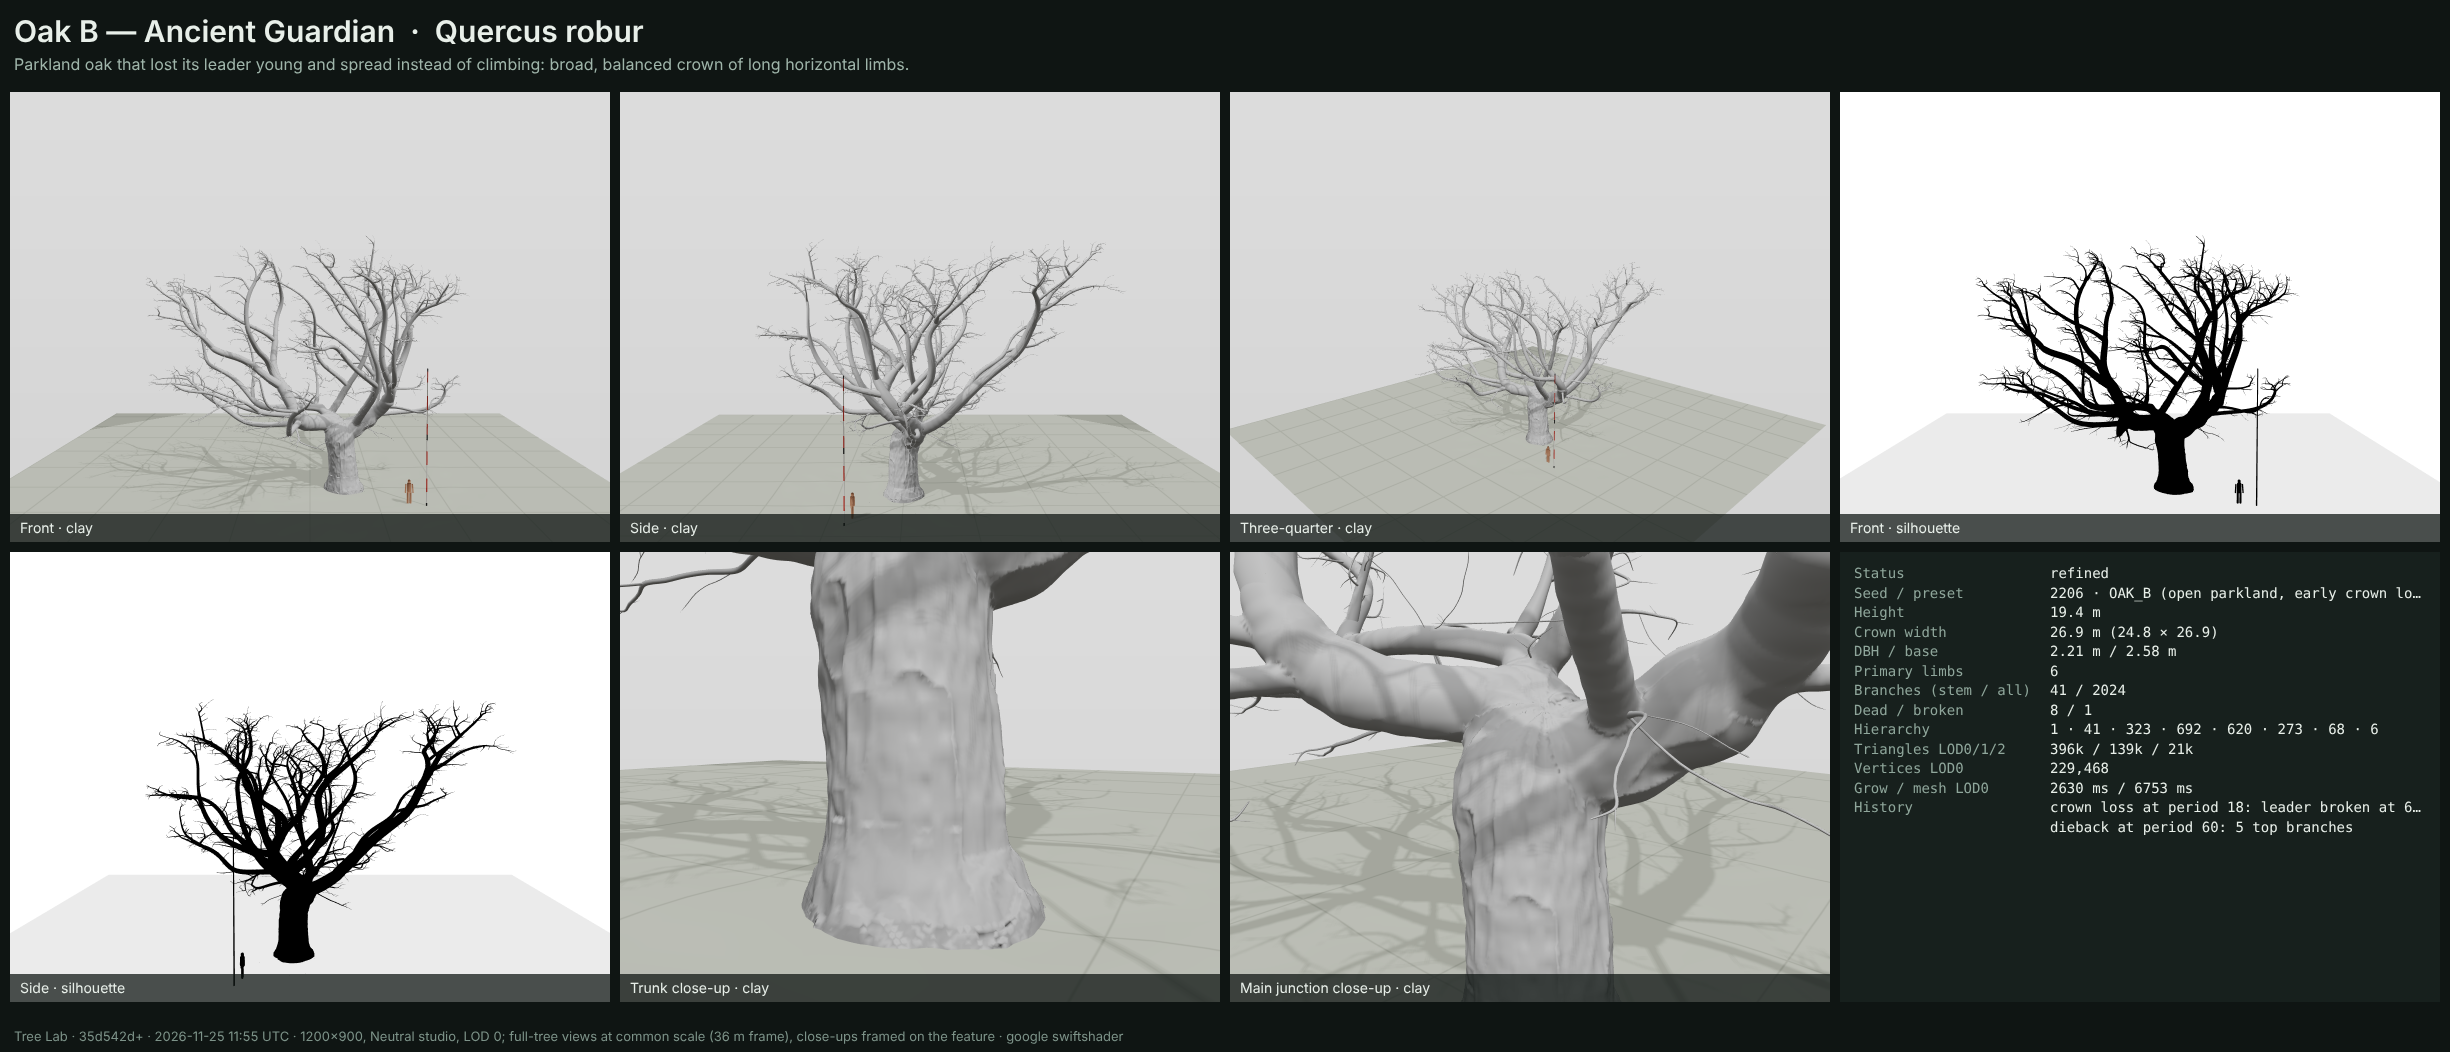 Oak B — Ancient Guardian · Quercus robur
Parkland oak that lost its leader young and spread instead of climbing: broad, balanced crown of long horizontal limbs.
Front · clay
Side · clay
Three-quarter · clay
Front · silhouette
Side · silhouette
Trunk close-up · clay
Main junction close-up · clay
Status refined
Seed / preset 2206 · OAK_B (open parkland, early crown lo…
Height 19.4 m
Crown width 26.9 m (24.8 × 26.9)
DBH / base 2.21 m / 2.58 m
Primary limbs 6
Branches (stem / all) 41 / 2024
Dead / broken 8 / 1
Hierarchy 1 · 41 · 323 · 692 · 620 · 273 · 68 · 6
Triangles LOD0/1/2 396k / 139k / 21k
Vertices LOD0 229,468
Grow / mesh LOD0 2630 ms / 6753 ms
History crown loss at period 18: leader broken at 6…
dieback at period 60: 5 top branches
Tree Lab · 35d542d+ · 2026-11-25 11:55 UTC · 1200×900, Neutral studio, LOD 0; full-tree views at common scale (36 m frame), close-ups framed on the feature · google swiftshader